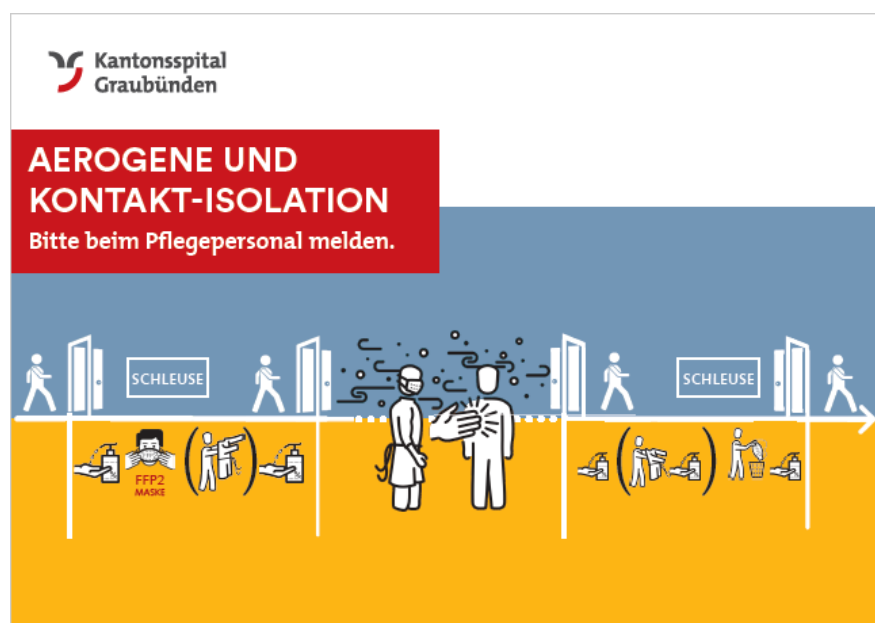 Kantonsspital
Graubünden
AEROGENE UND
KONTAKT-ISOLATION
Bitte beim Pflegepersonal melden.
SCHLEUSE
SCHLEUSE
FFP2
MASKE